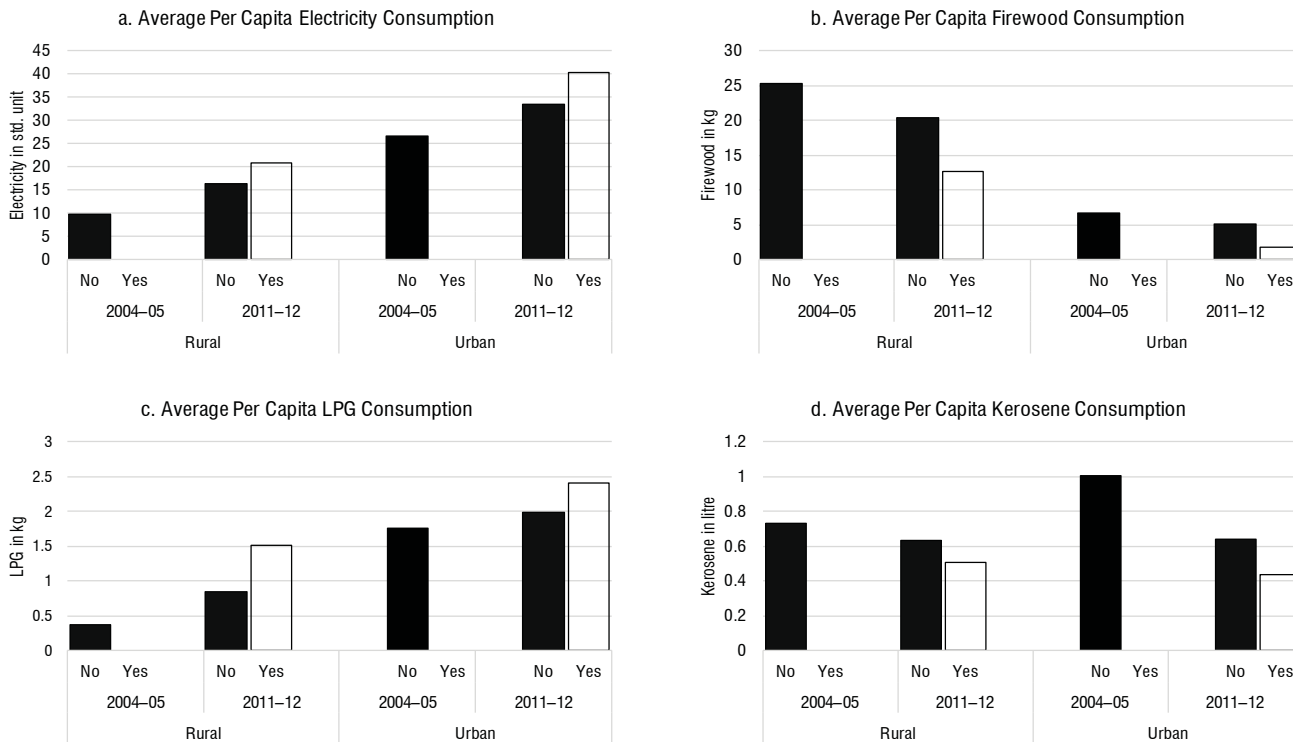 a. Average Per Capita Electricity Consumption
Electricity in std. unit
45
40
35
30
25
20
15
10
5
0
No Yes No Yes No Yes No Yes
2004–05 2011–12 2004–05 2011–12
Rural Urban
b. Average Per Capita Firewood Consumption
Firewood in kg
30
25
20
15
10
5
0
No Yes No Yes No Yes No Yes
2004–05 2011–12 2004–05 2011–12
Rural Urban
c. Average Per Capita LPG Consumption
LPG in kg
3
2.5
2
1.5
1
0.5
0
No Yes No Yes No Yes No Yes
2004–05 2011–12 2004–05 2011–12
Rural Urban
d. Average Per Capita Kerosene Consumption
Kerosene in litre
1.2
1
0.8
0.6
0.4
0.2
0
No Yes No Yes No Yes No Yes
2004–05 2011–12 2004–05 2011–12
Rural Urban